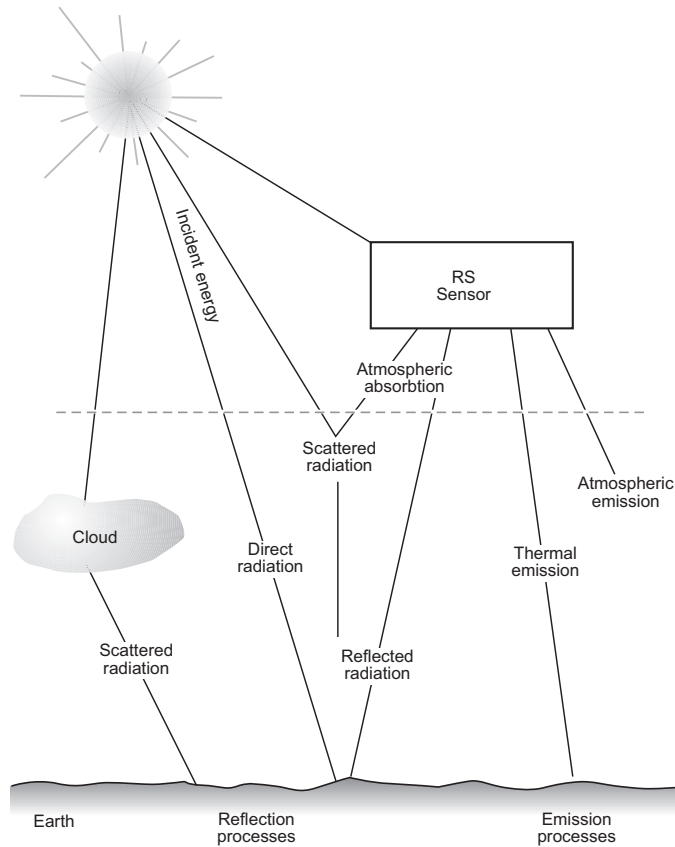 Incident energy
RS
Sensor
Atmospheric
absorbtion
Scattered
radiation
Atmospheric
emission
Cloud
Direct
radiation
Thermal
emission
Scattered
radiation
Reflected
radiation
Earth
Reflection
processes
Emission
processes